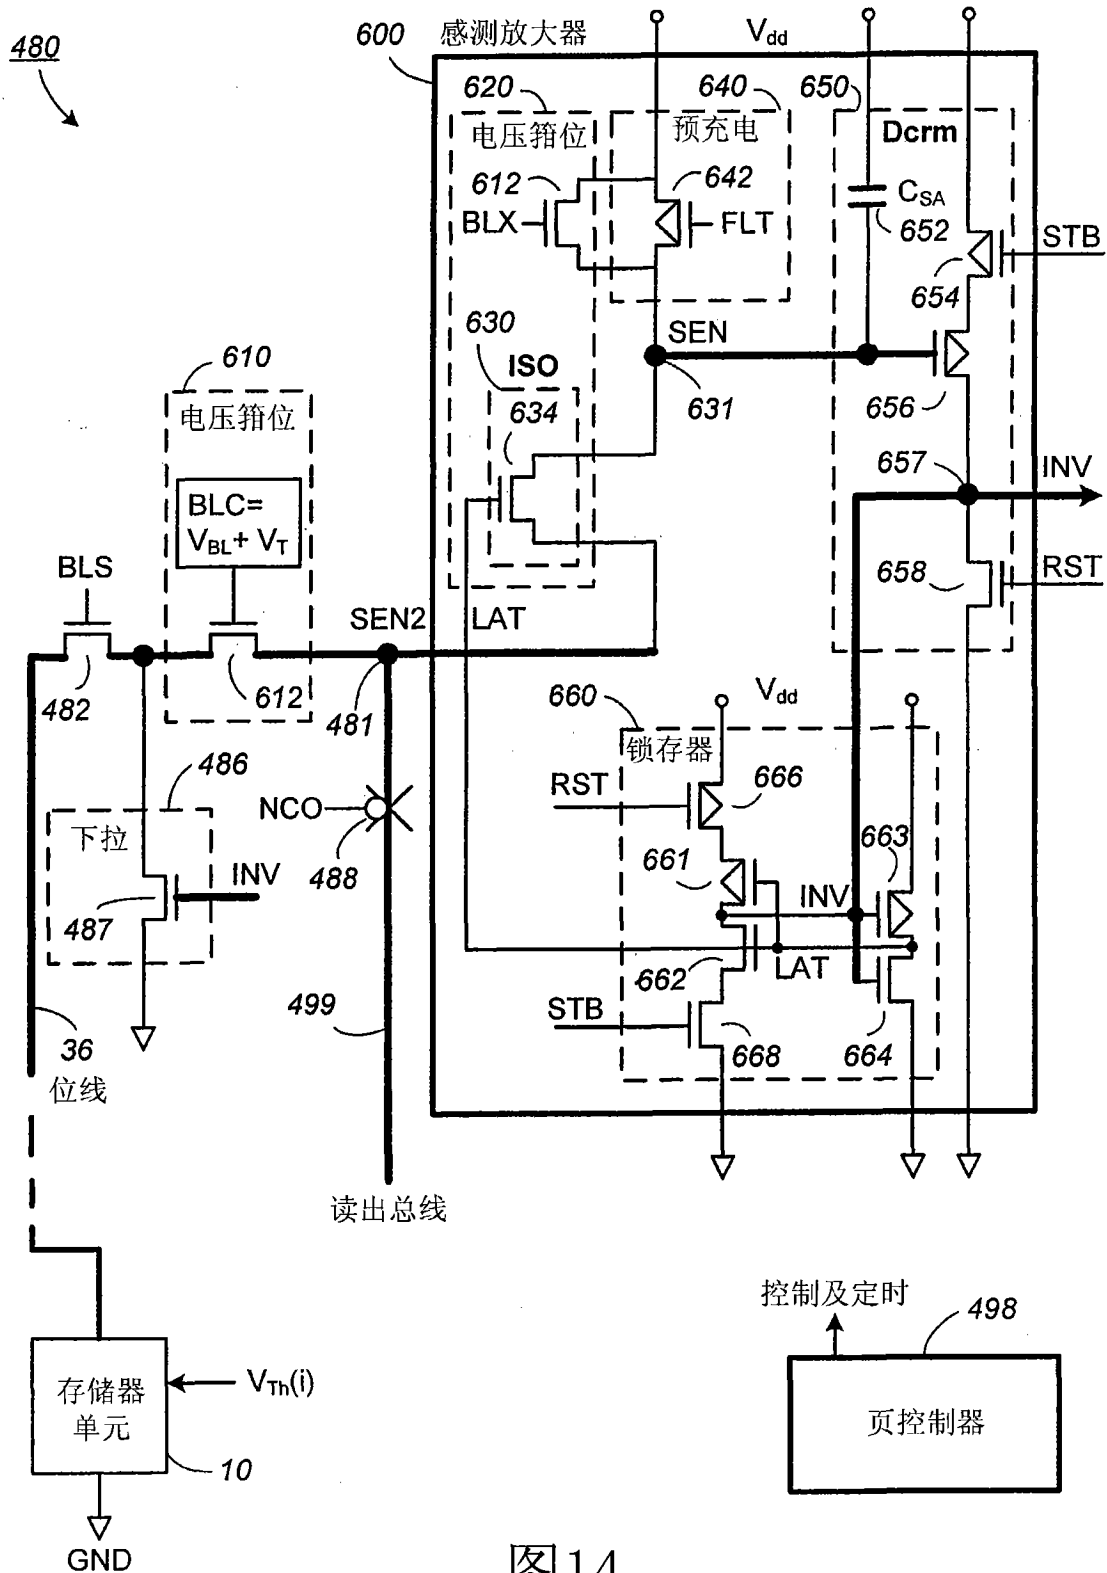 480
600
感测放大器
Vdd
620
电压箝位
640
预充电
650
Dcrm
612
BLX
642
FLT
CSA
652
STB
654
630
ISO
634
SEN
631
656
610
电压箝位
BLC=
VBL+ VT
657
INV
658
RST
BLS
482
612
SEN2
481
LAT
660
锁存器
Vdd
RST
666
486
下拉
INV
487
NCO
488
661
663
INV
662
LAT
STB
668
664
499
36
位线
读出总线
控制及定时
498
页控制器
存储器
单元
VTh(i)
10
GND
图14